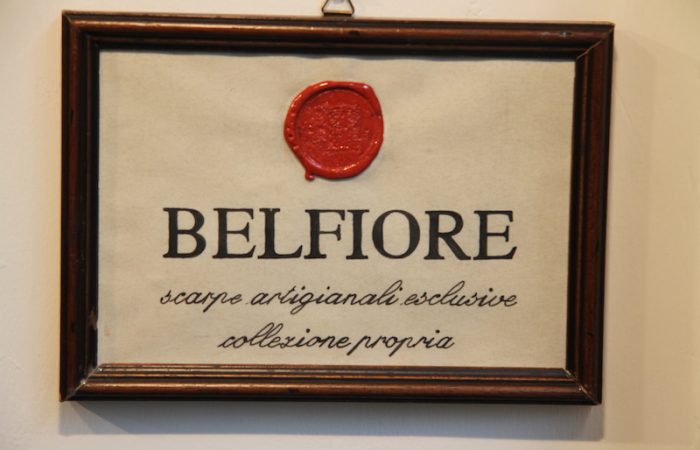 BELFIORE
scarpe artigianali esclusive
collezione propria